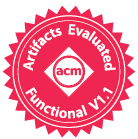 Artifacts Evaluated
acm
Functional V1.1